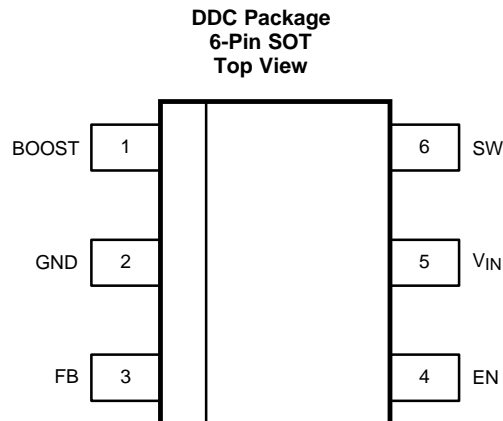 DDC Package
6-Pin SOT
Top View
BOOST 1 6 SW
GND 2 5 VIN
FB 3 4 EN